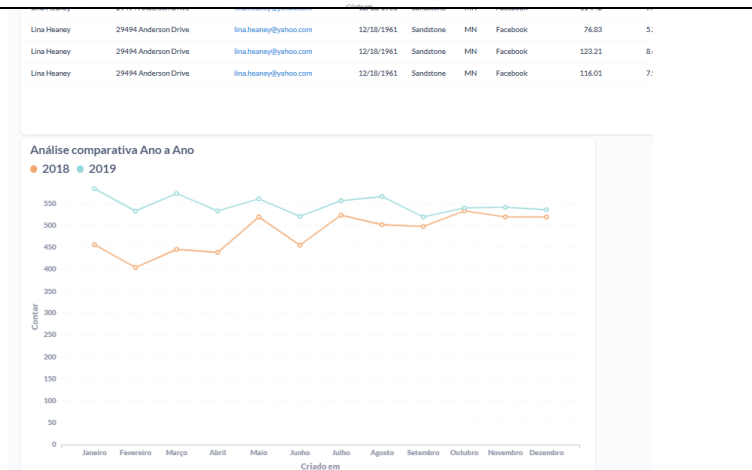 Lina Heaney 29494 Anderson Drive lina.heaney@yahoo.com 12/18/1961 Sandstone MN Facebook 76.83
Lina Heaney 29494 Anderson Drive lina.heaney@yahoo.com 12/18/1961 Sandstone MN Facebook 123.21
Lina Heaney 29494 Anderson Drive lina.heaney@yahoo.com 12/18/1961 Sandstone MN Facebook 116.01
Análise comparativa Ano a Ano
2018 2019
550
500
450
400
350
300
250
200
150
100
50
0
Contar
Janeiro Fevereiro Março Abril Maio Junho Julho Agosto Setembro Outubro Novembro Dezembro
Criado em